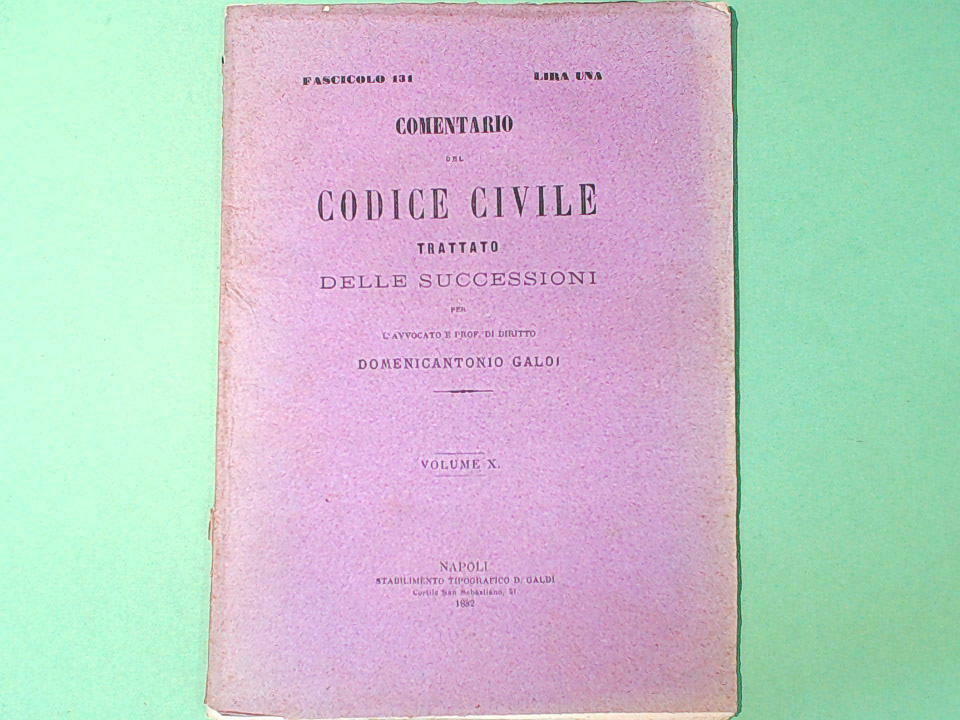 FASCICOLO 131 LIRA UNA
COMENTARIO
DEL
CODICE CIVILE
TRATTATO
DELLE SUCCESSIONI
PER
L'AVVOCATO E PROF. DI DIRITTO
DOMENICANTONIO GALDI
VOLUME X.
NAPOLI
STABILIMENTO TIPOGRAFICO D. GALDI
Cortile San Sebastiano, 51
1882